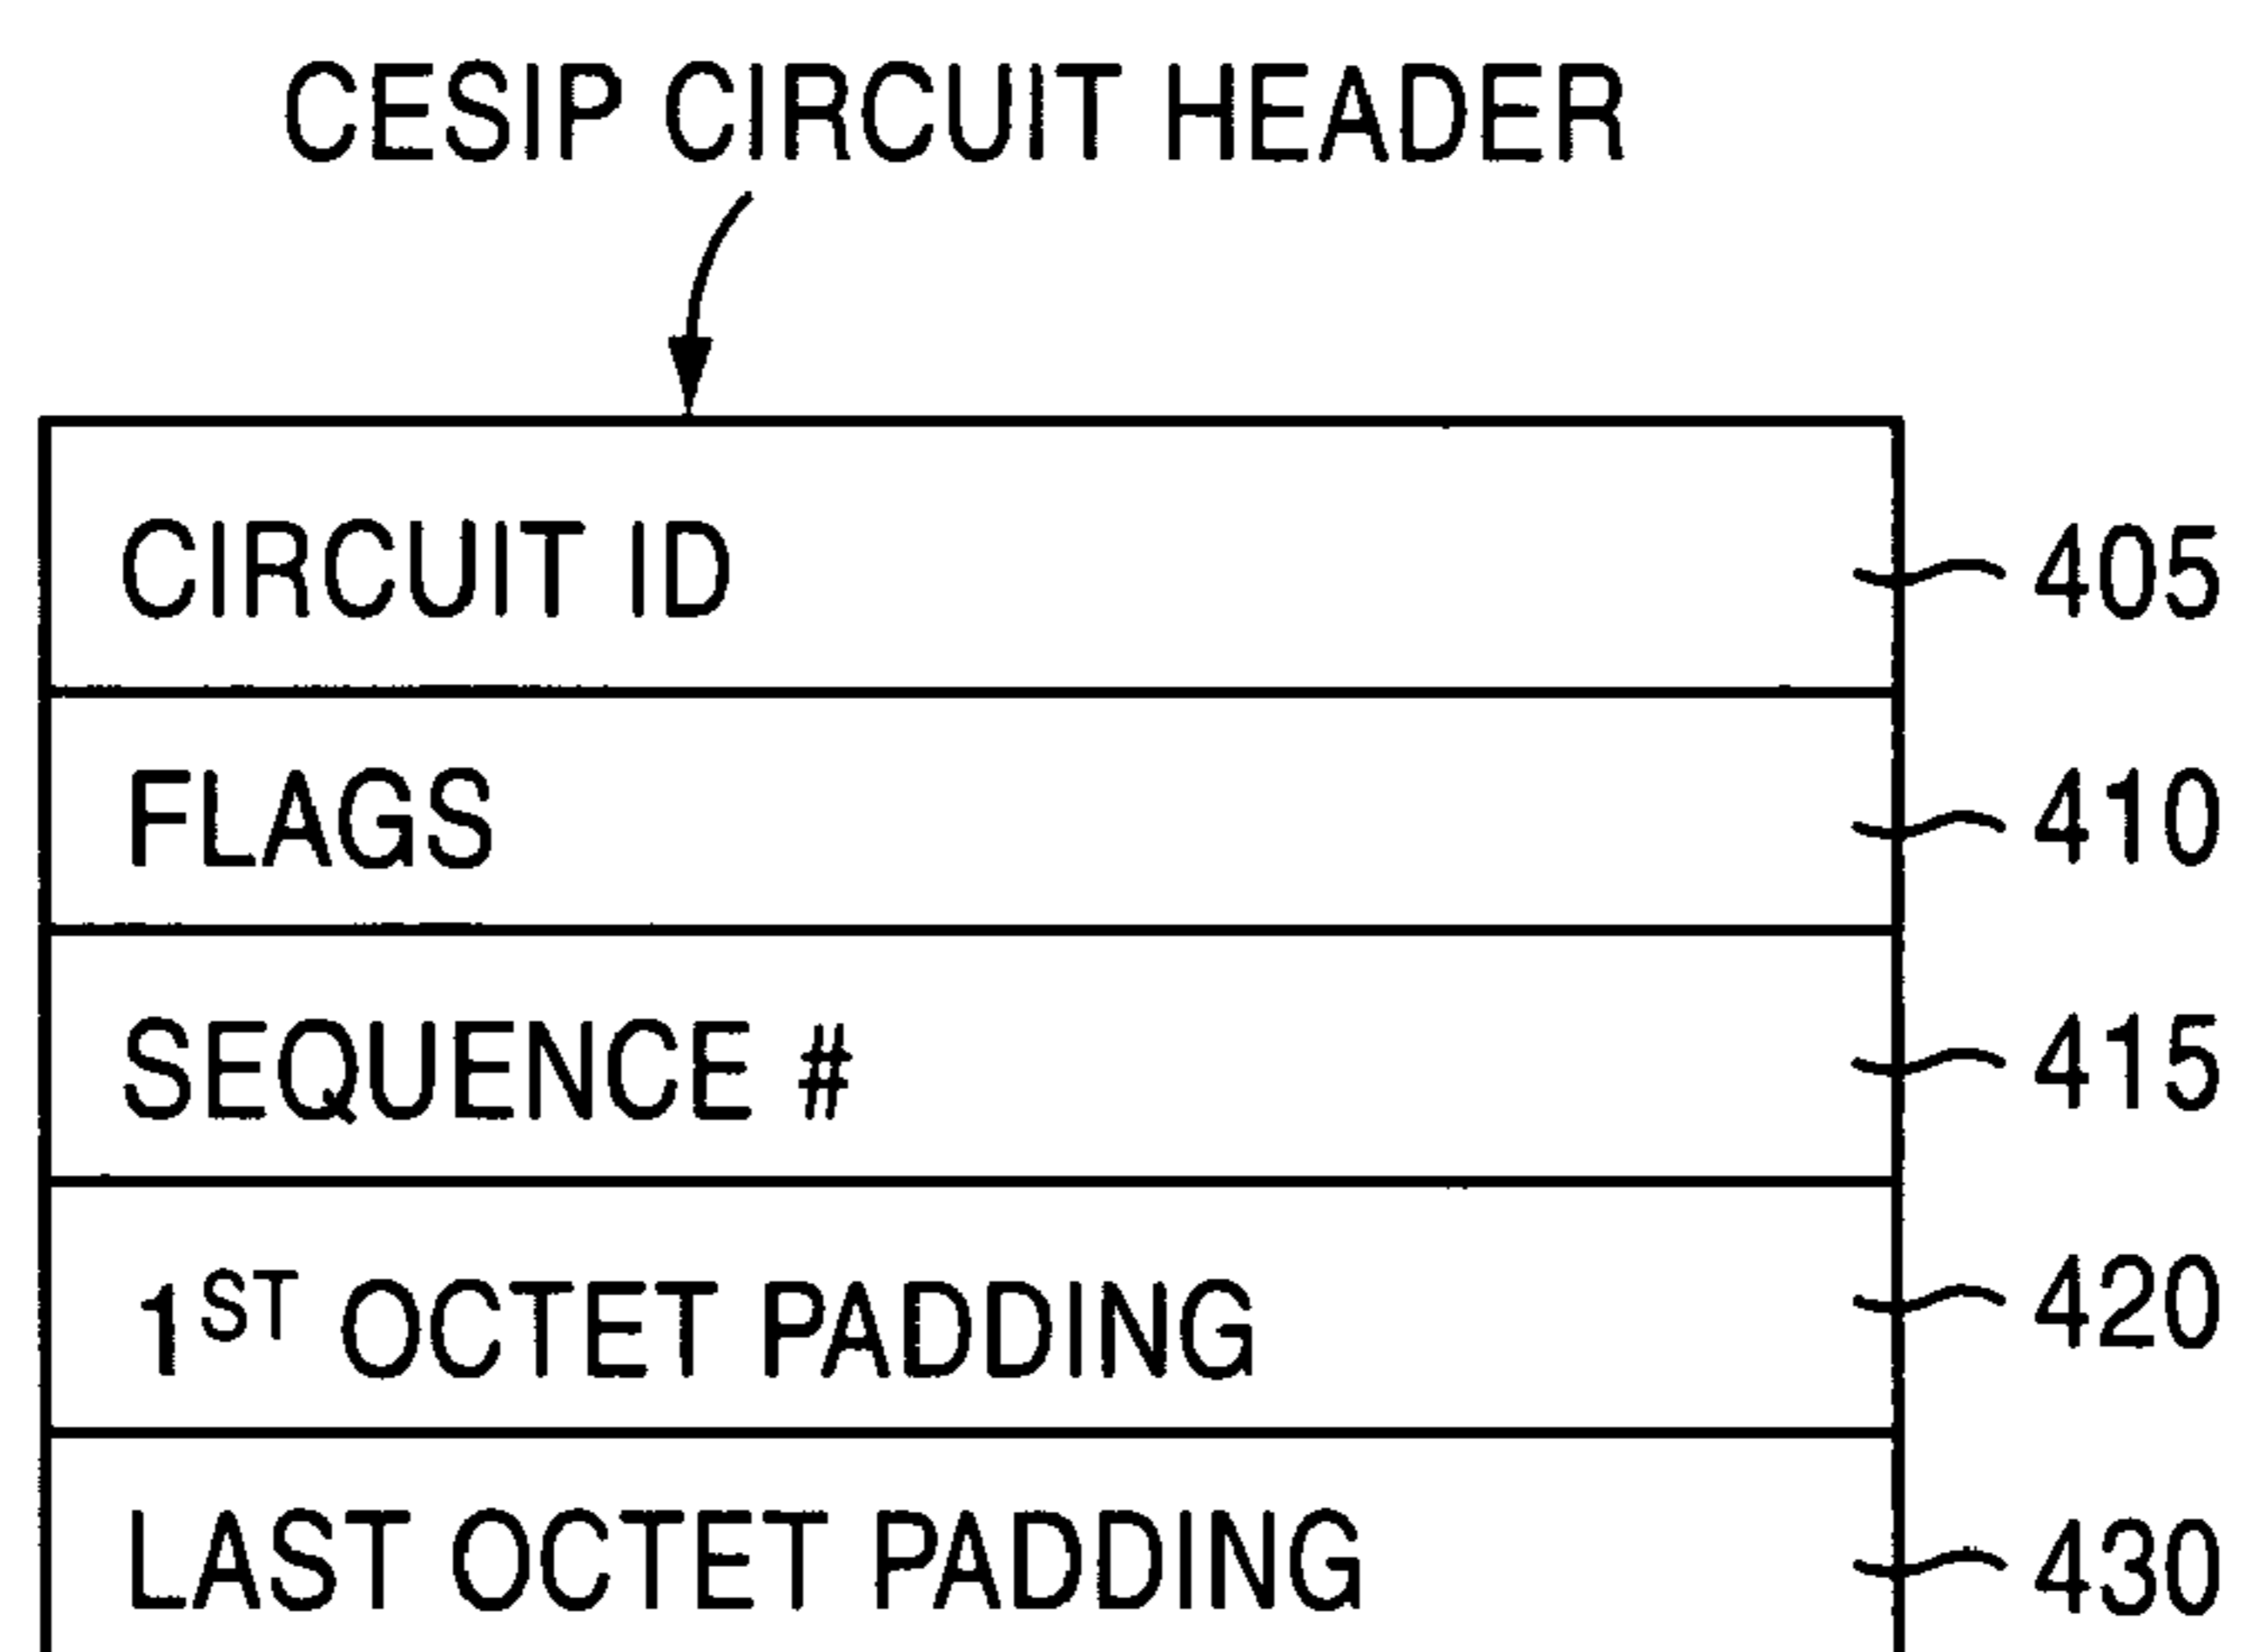 CESIP CIRCUIT HEADER
CIRCUIT ID 405
FLAGS 410
SEQUENCE # 415
1ST OCTET PADDING 420
LAST OCTET PADDING 430